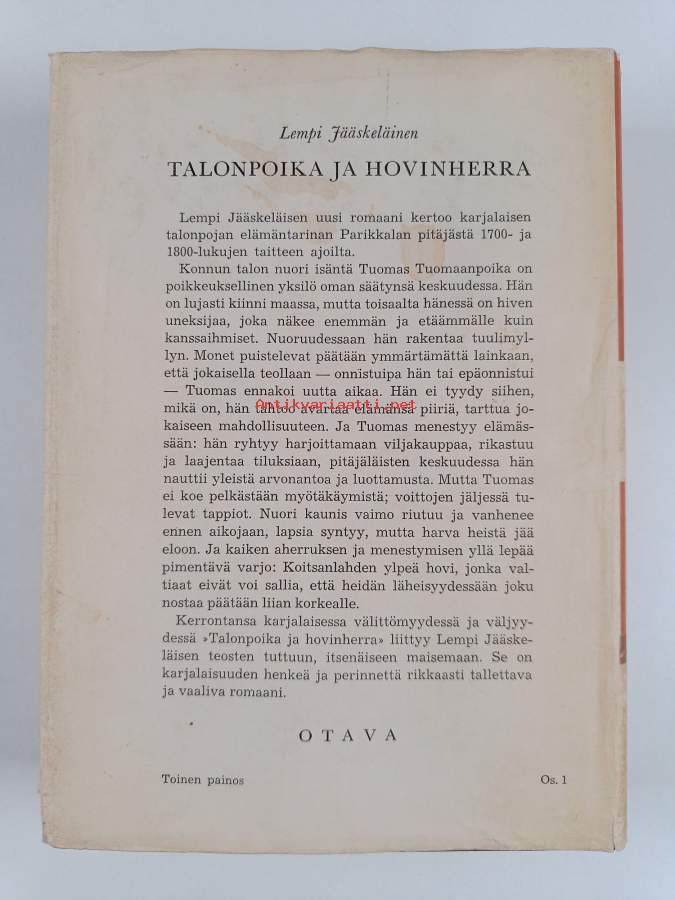 Lempi Jääskeläinen
TALONPOIKA JA HOVINHERRA
Lempi Jääskeläisen uusi romaani kertoo karjalaisen
talonpojan elämäntarinan Parikkalan pitäjästä 1700- ja
1800-lukujen taitteen ajoilta.
Konnun talon nuori isäntä Tuomas Tuomaanpoika on
poikkeuksellinen yksilö oman säätynsä keskuudessa. Hän
on lujasti kiinni maassa, mutta toisaalta hänessä on hiven
uneksijaa, joka näkee enemmän ja etäämmälle kuin
kanssaihmiset. Nuoruudessaan hän rakentaa tuulimyl-
lyn. Monet puistelevat päätään ymmärtämättä lainkaan,
että jokaisella teollaan — onnistuipa hän tai epäonnistui
— Tuomas ennakoi uutta aikaa. Hän ei tyydy siihen,
mikä on, hän tahtoo avartaa elämänsä piiriä, tarttua jo-
Antikvariaatti.net
kaiseen mahdollisuuteen. Ja Tuomas menestyy elämäs-
sään: hän ryhtyy harjoittamaan viljakauppaa, rikastuu
ja laajentaa tiluksiaan, pitäjäläisten keskuudessa hän
nauttii yleistä arvonantoa ja luottamusta. Mutta Tuomas
ei koe pelkästään myötäkäymistä; voittojen jäljessä tu-
levat tappiot. Nuori kaunis vaimo riutuu ja vanhenee
ennen aikojaan, lapsia syntyy, mutta harva heistä jää
eloon. Ja kaiken aherruksen ja menestymisen yllä lepää
pimentävä varjo: Koitsanlahden ylpeä hovi, jonka val-
tiaat eivät voi sallia, että heidän läheisyydessään joku
nostaa päätään liian korkealle.
Kerrontansa karjalaisessa välittömyydessä ja väljyy-
dessä »Talonpoika ja hovinherra» liittyy Lempi Jääske-
läisen teosten tuttuun, itsenäiseen maisemaan. Se on
karjalaisuuden henkeä ja perinnettä rikkaasti tallettava
ja vaaliva romaani.
OTAVA
Toinen painos
Os. 1